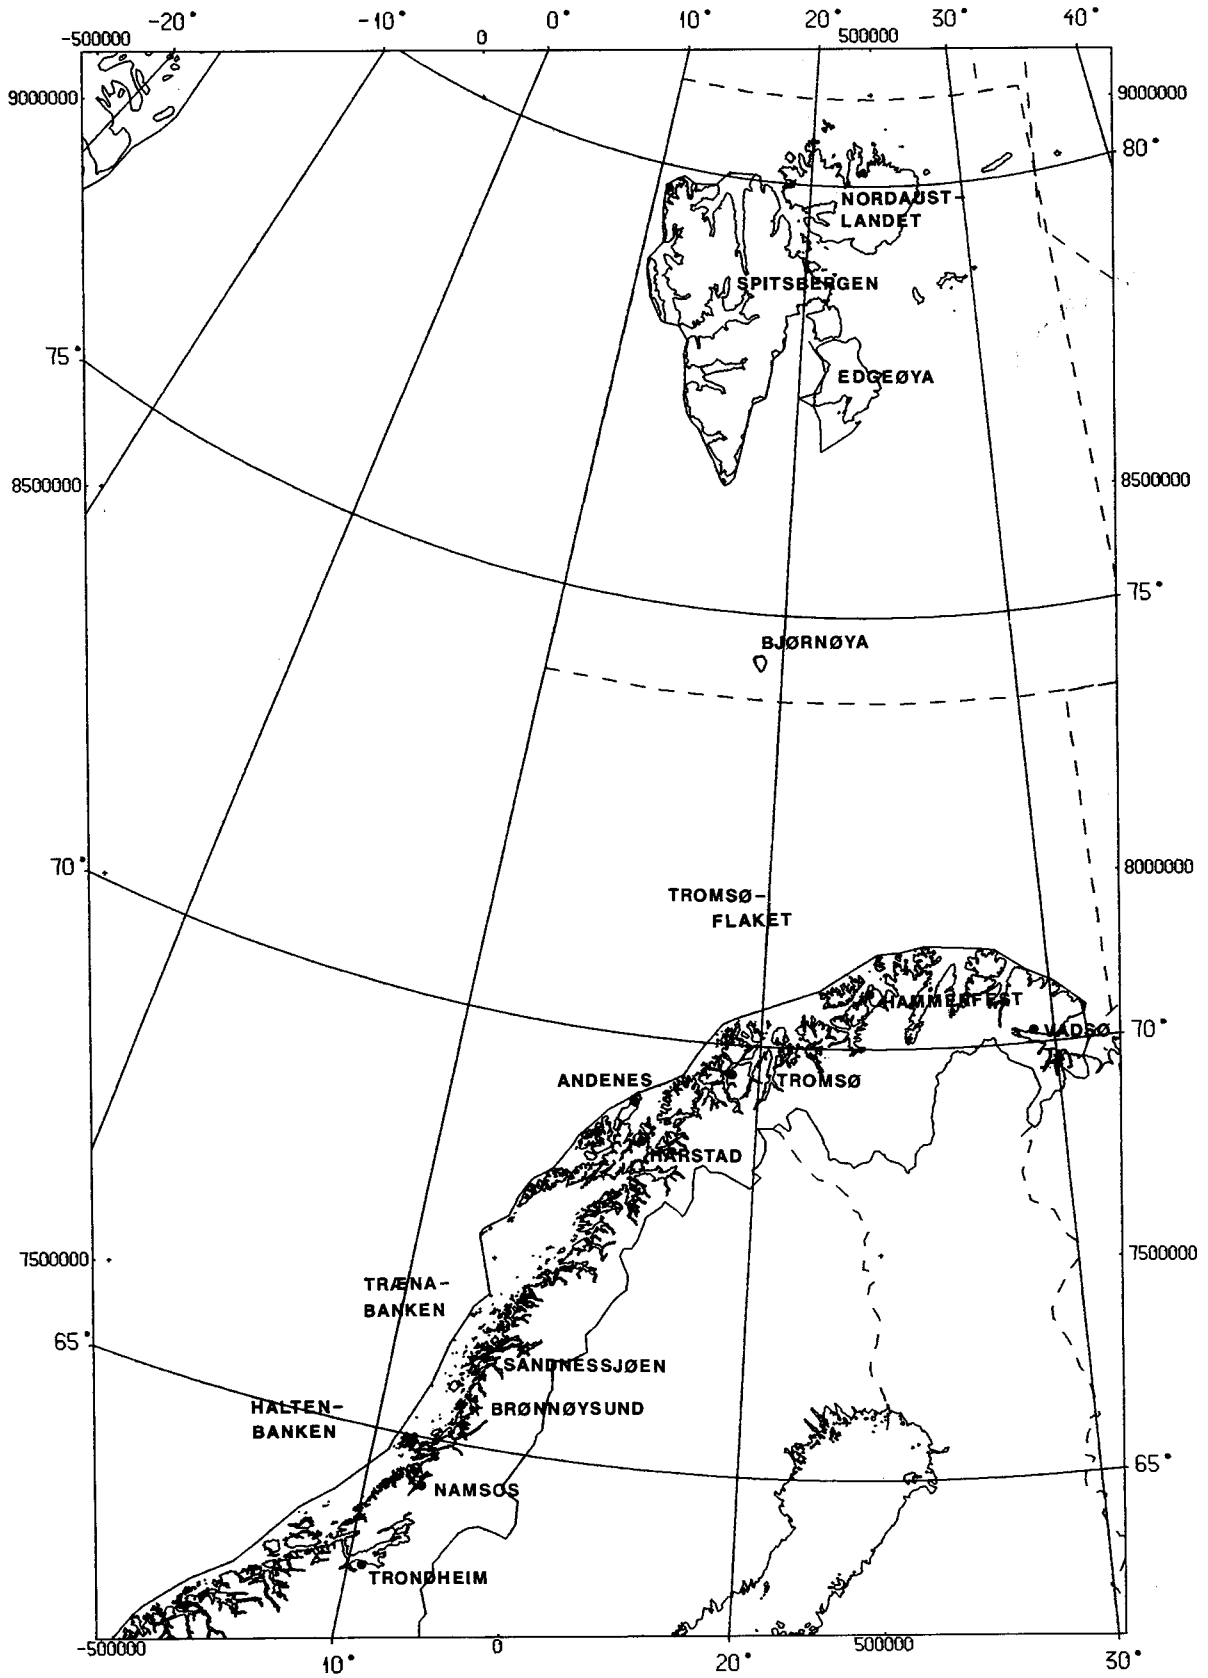 -20° -10° 0° 10° 20° 30° 40°
-500000 0 500000
9000000 9000000
80°
NORDAUST-
LANDET
SPITSBERGEN
75°
EDGEØYA
8500000 8500000
75°
BJØRNØYA
70° 8000000
TROMSØ-
FLAKET
HAMMERFEST
VADSØ 70°
ANDENES TROMSØ
HARSTAD
7500000 7500000
TRÆNA-
BANKEN
65°
SANDNESSJØEN
HALTEN-
BANKEN
BRØNNØYSUND
65°
NAMSOS
TRONDHEIM
-500000 0 500000
10° 20° 30°